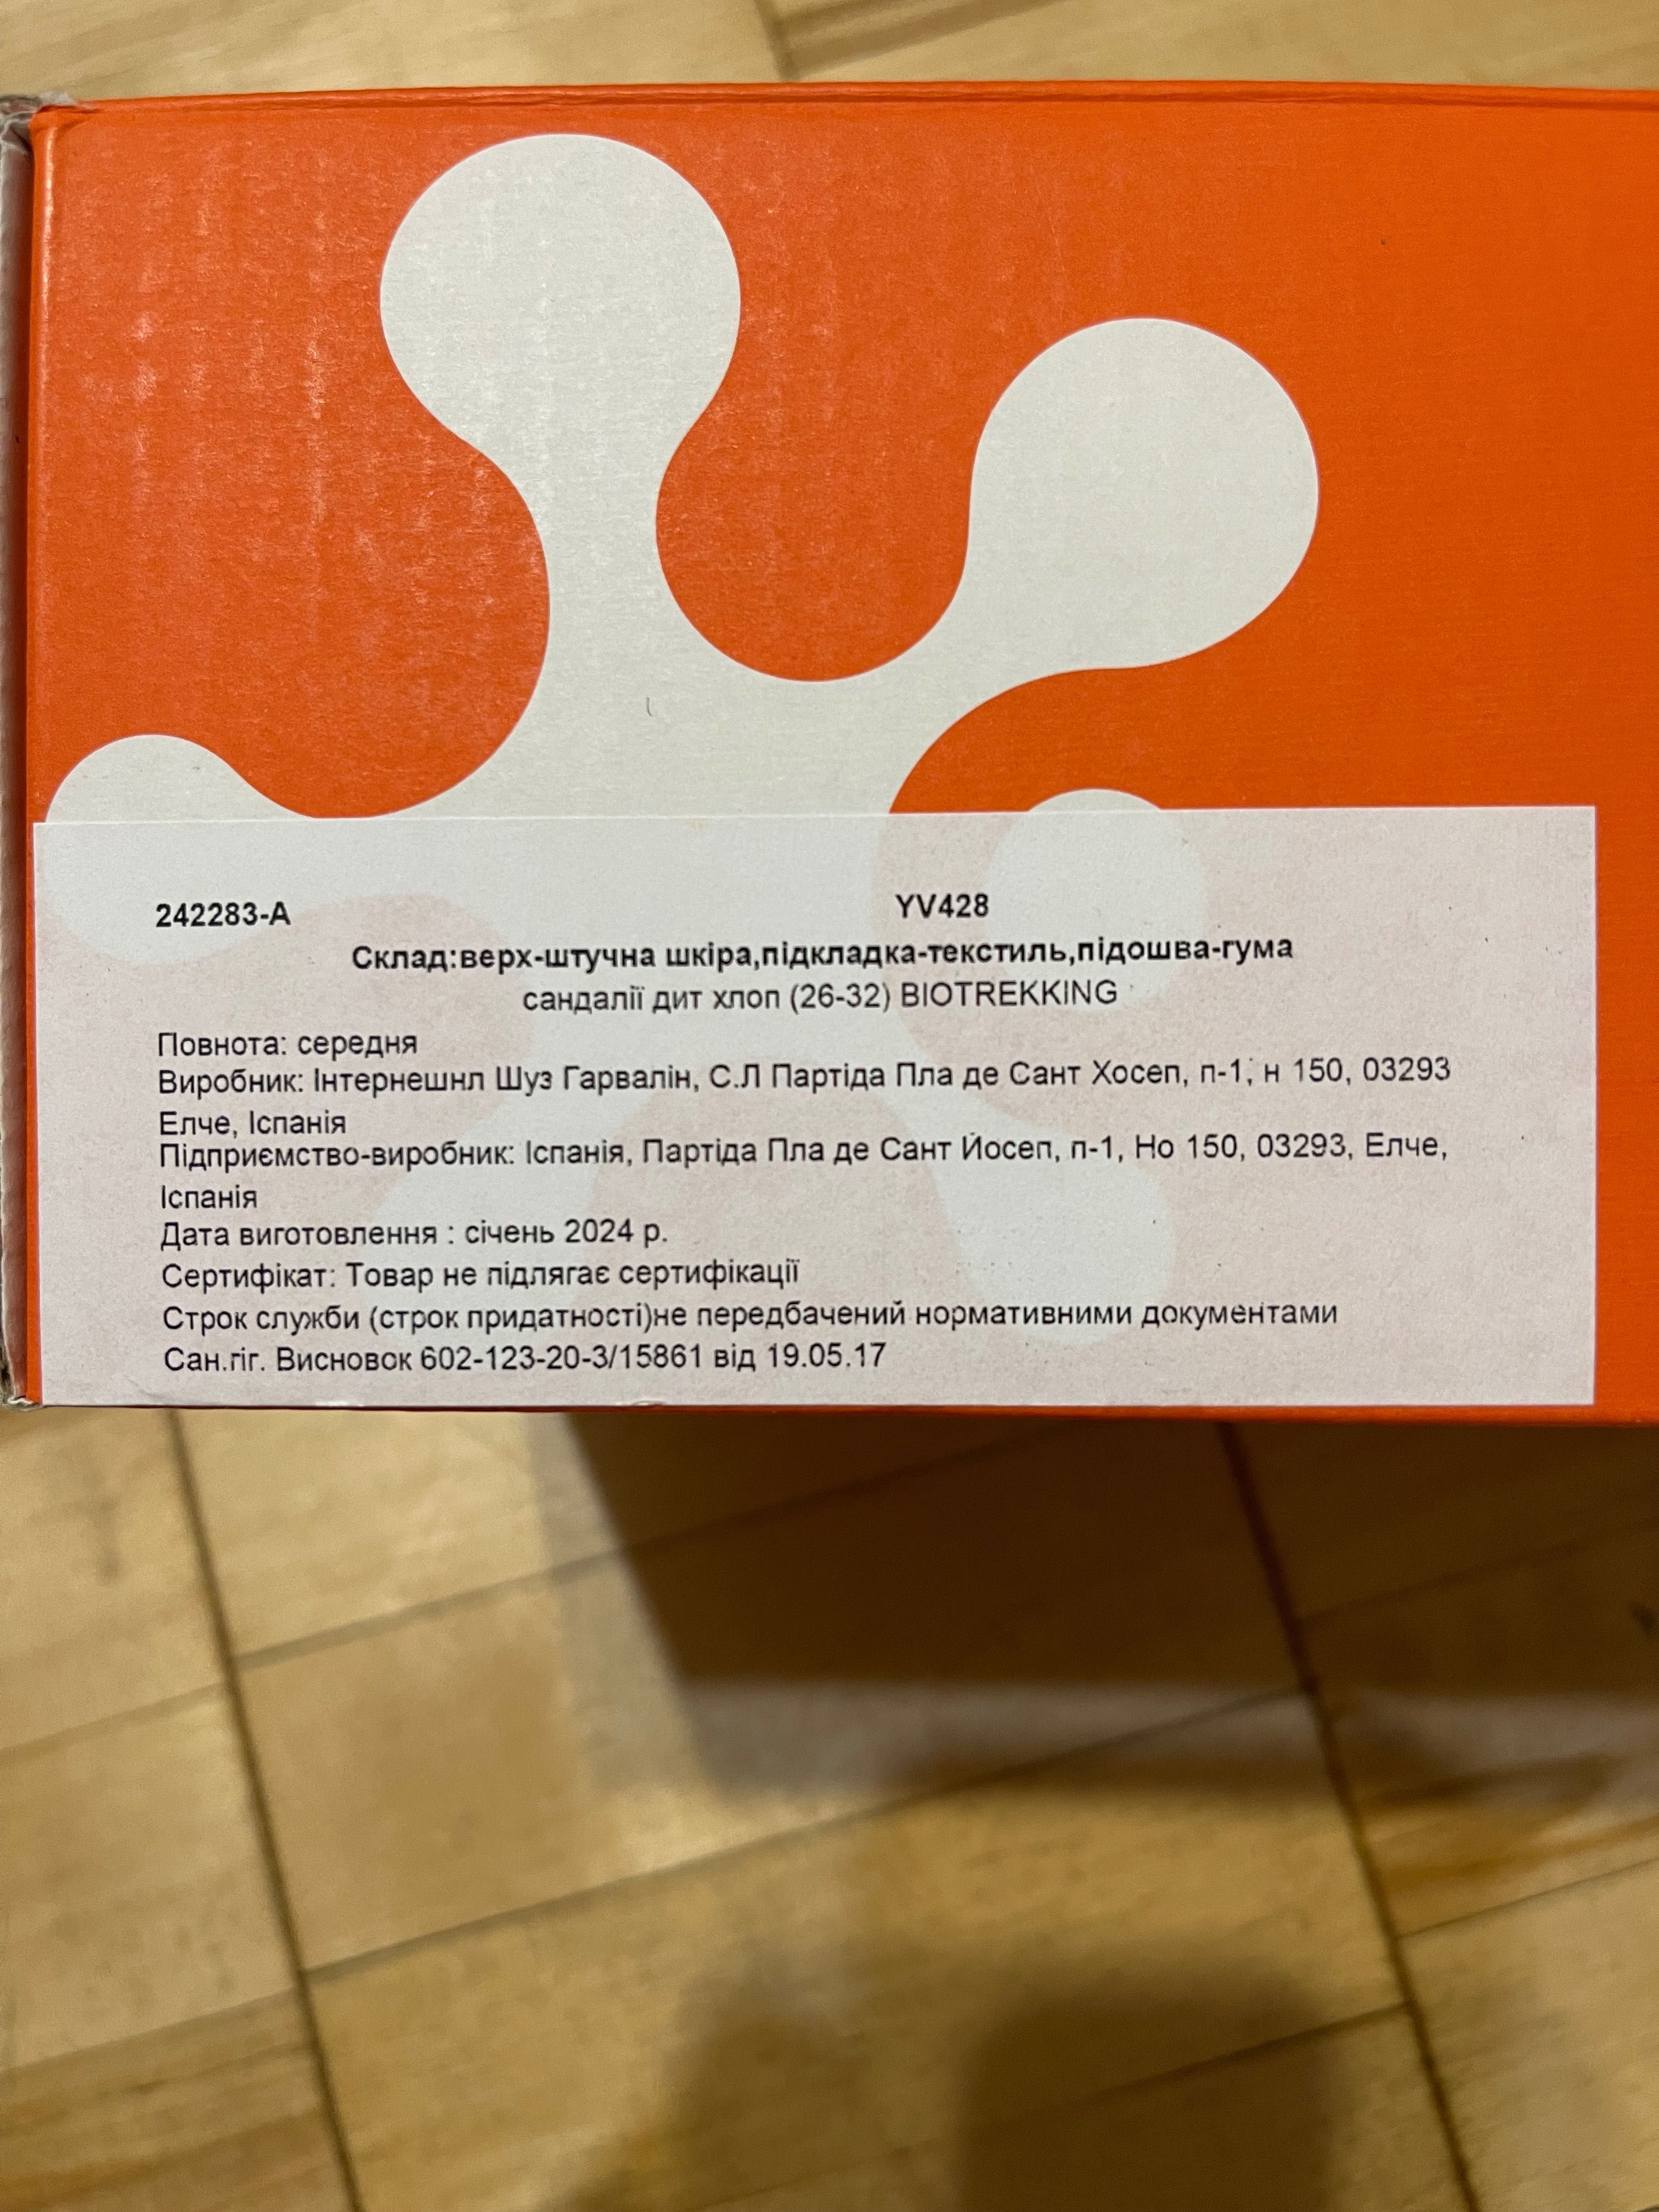 242283-А YV428
Склад:верх-штучна шкіра,підкладка-текстиль,підошва-гума
сандалії дит хлоп (26-32) BIOTREKKING
Повнота: середня
Виробник: Інтернешнл Шуз Гарвалін, С.Л Партіда Пла де Сант Хосеп, п-1, н 150, 03293
Елче, Іспанія
Підприємство-виробник: Іспанія, Партіда Пла де Сант Йосеп, п-1, Но 150, 03293, Елче,
Іспанія
Дата виготовлення : січень 2024 р.
Сертифікат: Товар не підлягає сертифікації
Строк служби (строк придатності)не передбачений нормативними документами
Сан.гіг. Висновок 602-123-20-3/15861 від 19.05.17